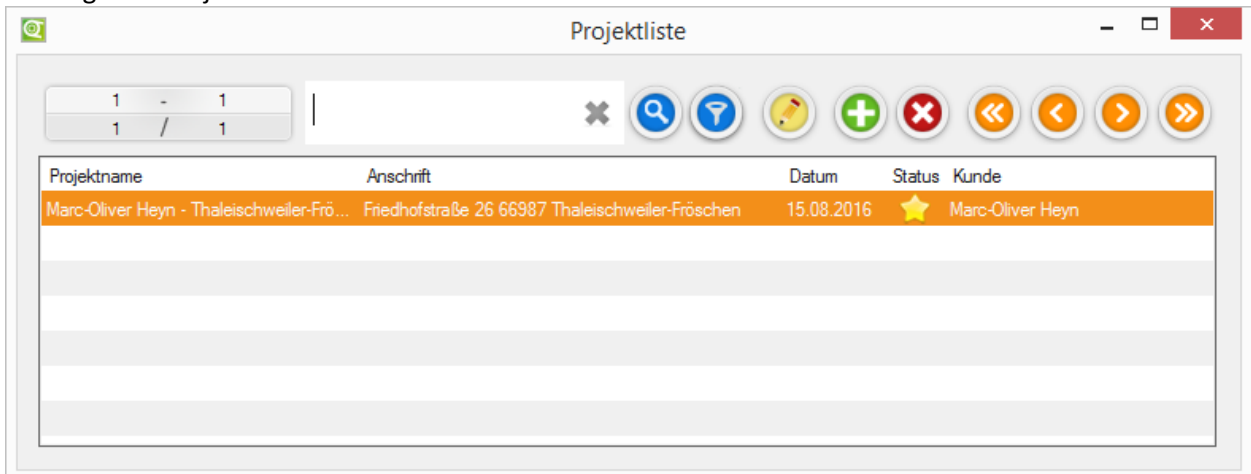 Projektliste
1 - 1
1 / 1
Projektname Anschrift Datum Status Kunde
Marc-Oliver Heyn - Thaleischweiler-Frö... Friedhofstraße 26 66987 Thaleischweiler-Fröschen 15.08.2016 Marc-Oliver Heyn